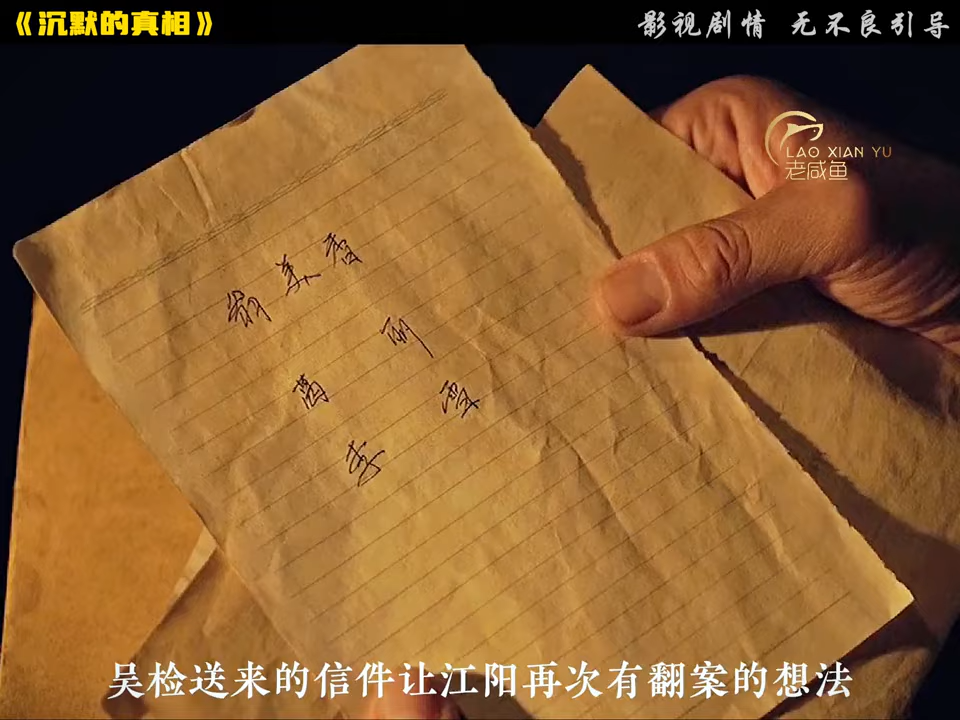 《沉默的真相》
影视剧情 无不良引导
LAO XIAN YU
老咸鱼
翁美香
葛丽
李雪
吴检送来的信件让江阳再次有翻案的想法